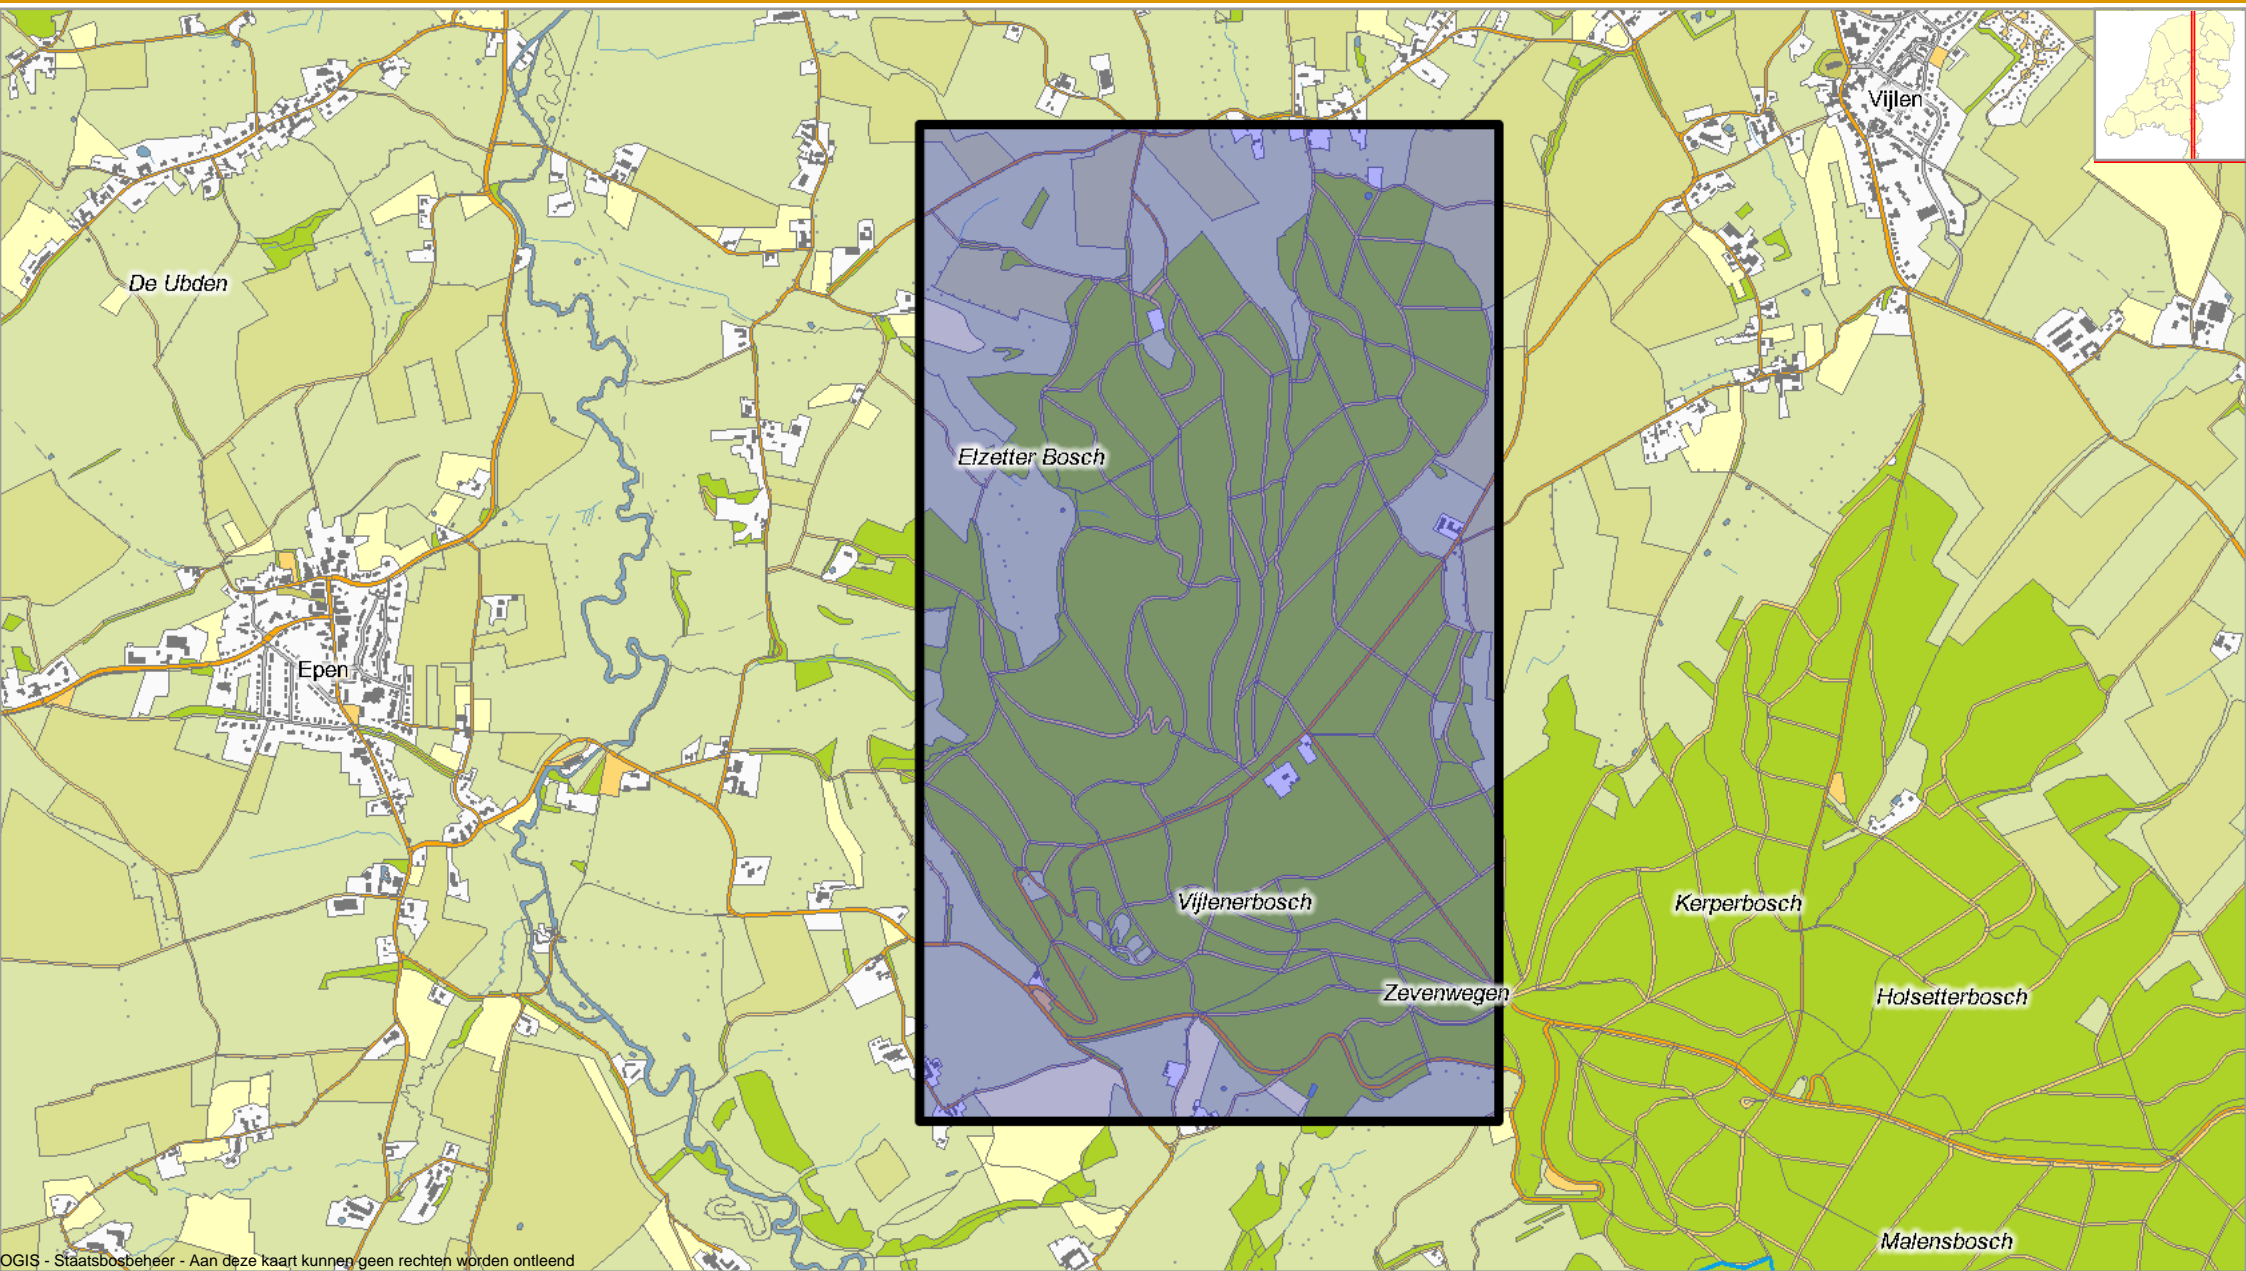 Vijlen
De Ubden
Elzetter Bosch
Epen
Vijlenerbosch
Kerperbosch
Zevenwegen
Holsetterbosch
Malensbosch
OGIS - Staatsbosbeheer - Aan deze kaart kunnen geen rechten worden ontleend